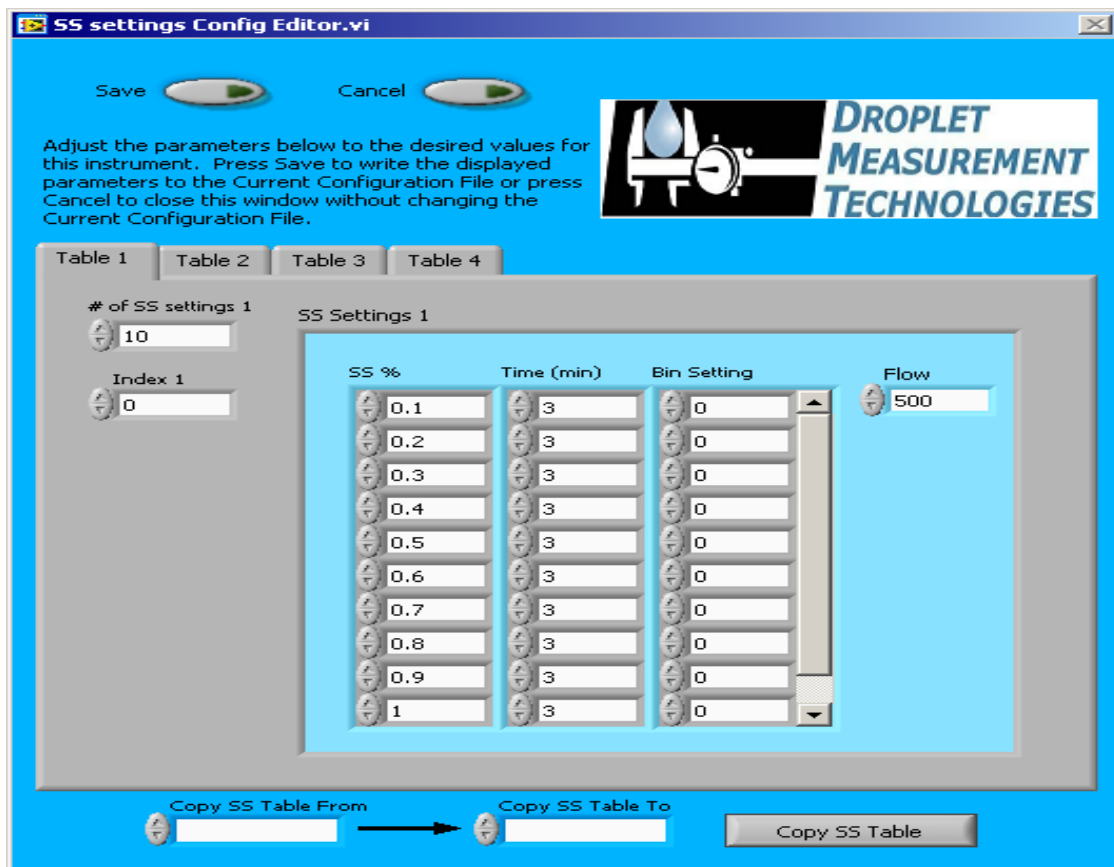 SS settings Config Editor.vi
Save
Cancel
DROPLET
MEASUREMENT
TECHNOLOGIES
Adjust the parameters below to the desired values for
this instrument. Press Save to write the displayed
parameters to the Current Configuration File or press
Cancel to close this window without changing the
Current Configuration File.
Table 1 Table 2 Table 3 Table 4
# of SS settings 1
10
Index 1
0
SS Settings 1
SS % Time (min) Bin Setting Flow
0.1 3 0 500
0.2 3 0
0.3 3 0
0.4 3 0
0.5 3 0
0.6 3 0
0.7 3 0
0.8 3 0
0.9 3 0
1 3 0
Copy SS Table From Copy SS Table To
Copy SS Table